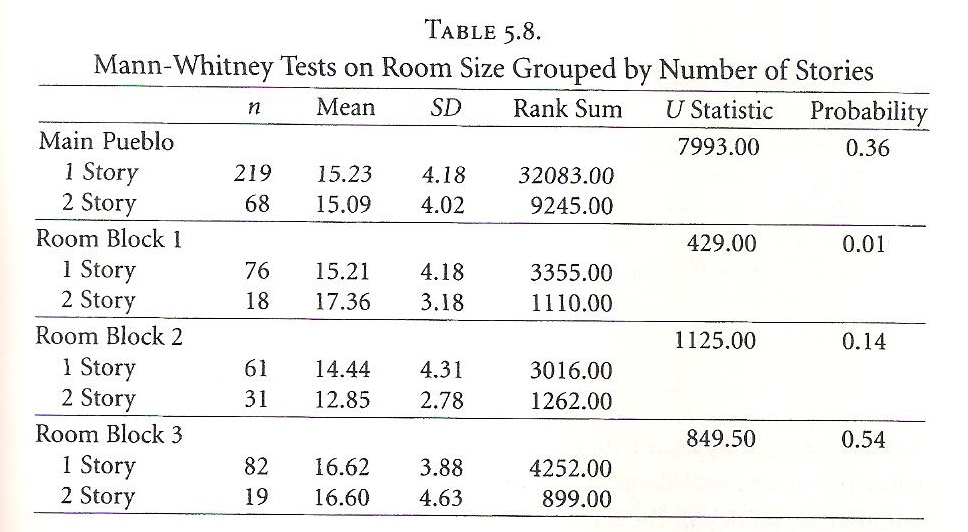 TABLE 5.8.
Mann-Whitney Tests on Room Size Grouped by Number of Stories
n Mean SD Rank Sum U Statistic Probability
Main Pueblo 7993.00 0.36
1 Story 219 15.23 4.18 32083.00
2 Story 68 15.09 4.02 9245.00
Room Block 1 429.00 0.01
1 Story 76 15.21 4.18 3355.00
2 Story 18 17.36 3.18 1110.00
Room Block 2 1125.00 0.14
1 Story 61 14.44 4.31 3016.00
2 Story 31 12.85 2.78 1262.00
Room Block 3 849.50 0.54
1 Story 82 16.62 3.88 4252.00
2 Story 19 16.60 4.63 899.00